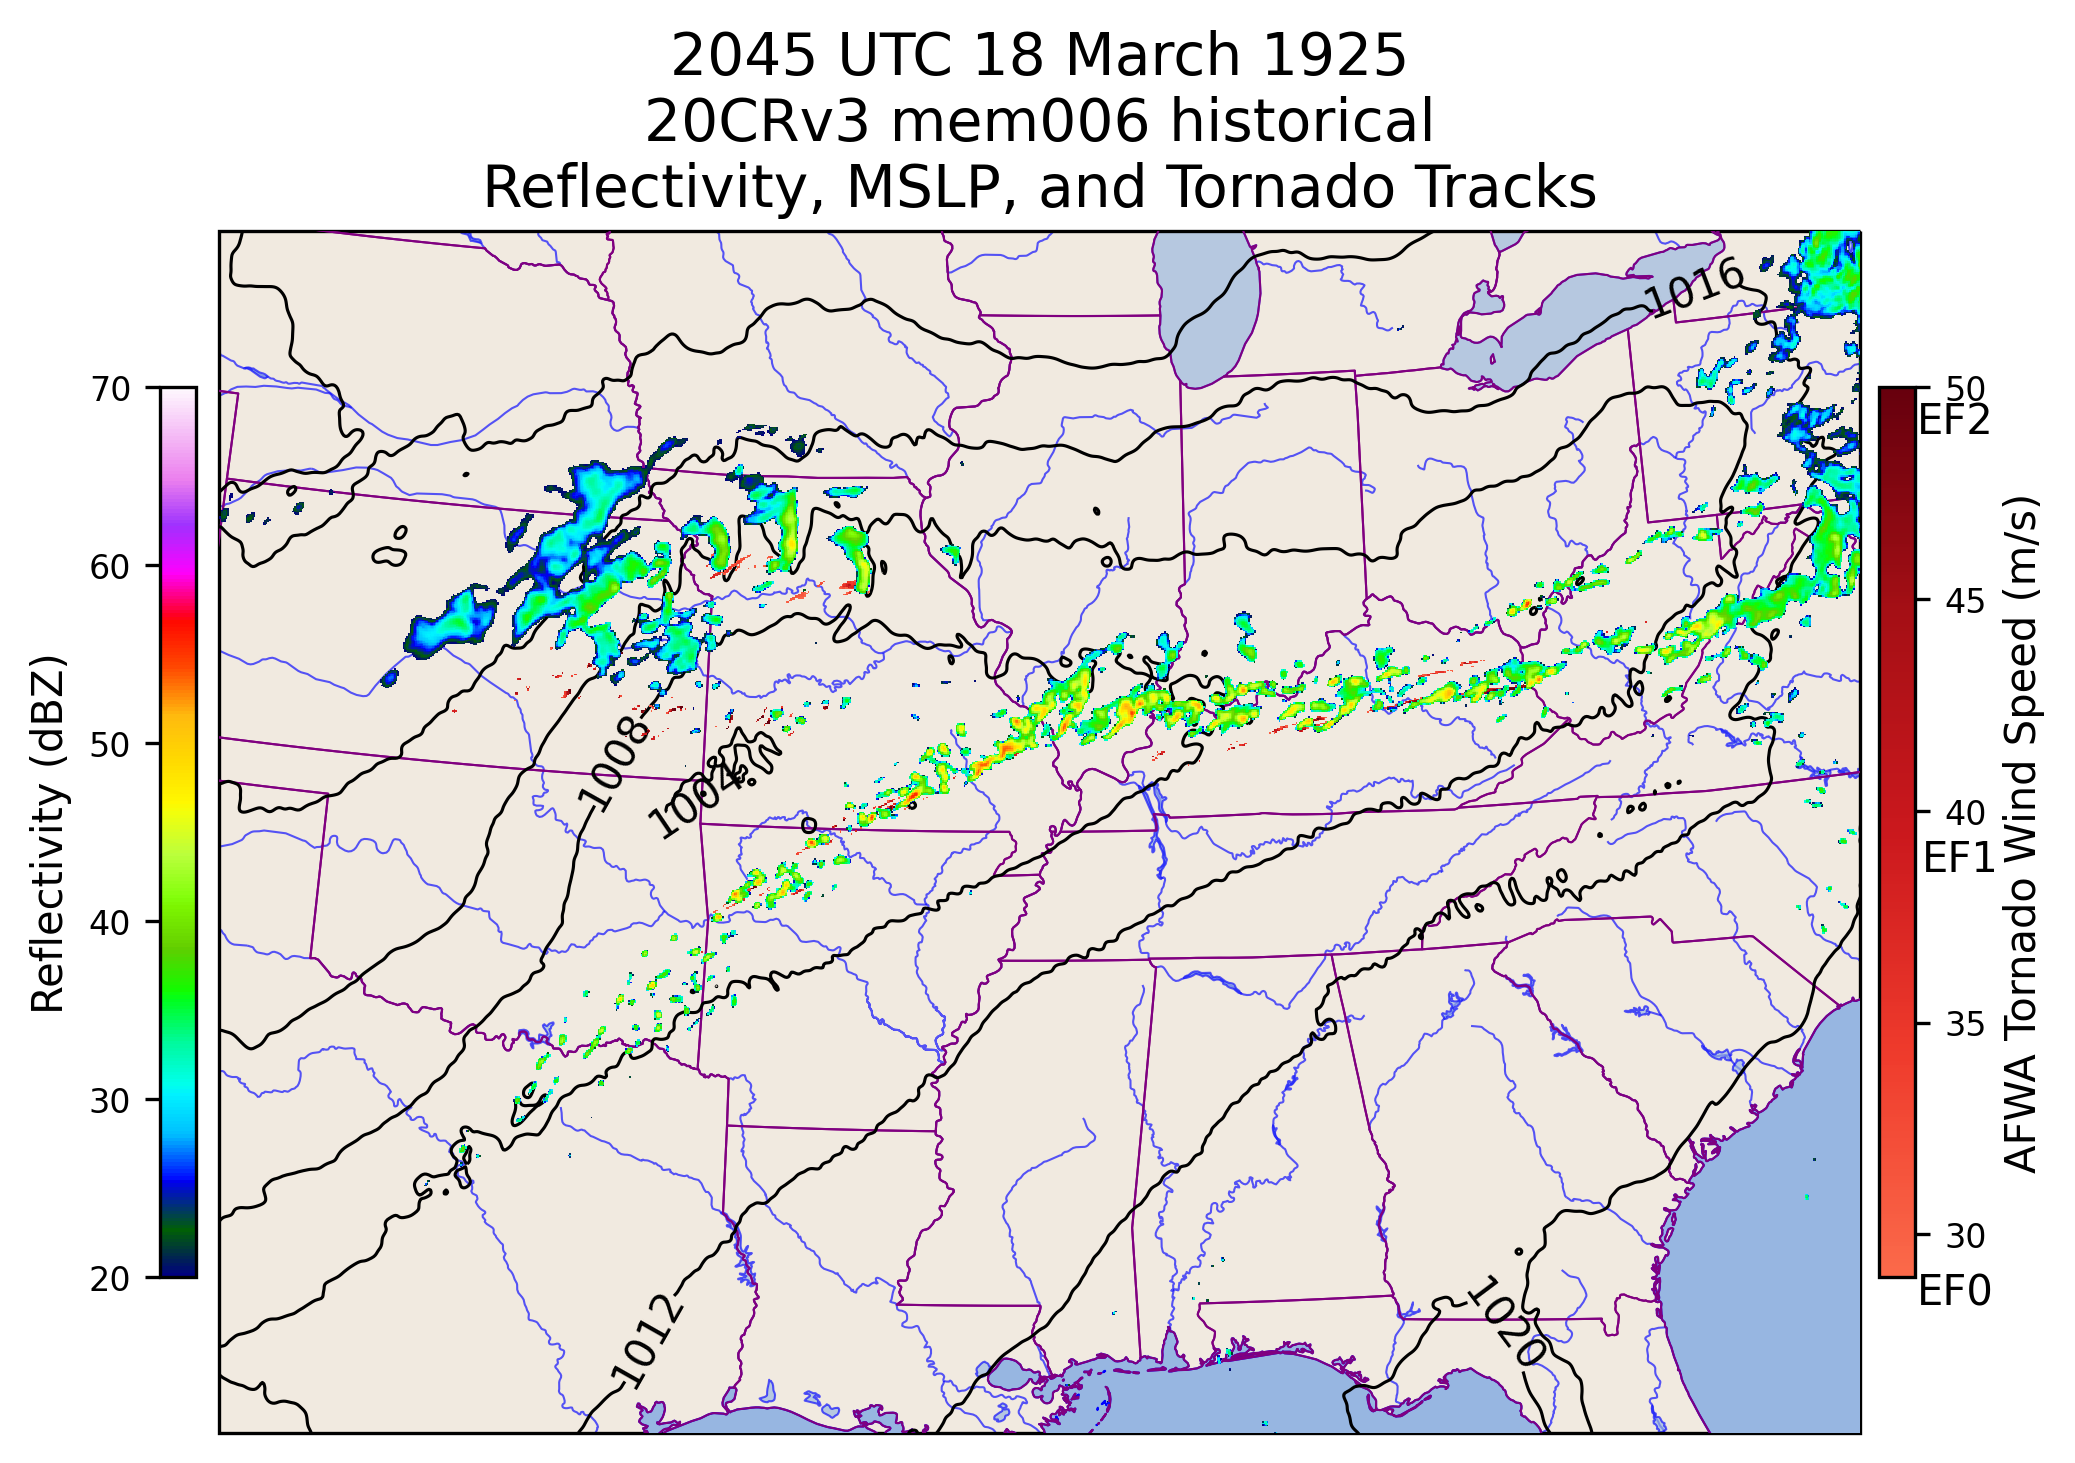 2045 UTC 18 March 1925
20CRv3 mem006 historical
Reflectivity, MSLP, and Tornado Tracks
1016
70
60
50
40
30
20
Reflectivity (dBZ)
1008
1004
1012
1020
50
EF2
45
40
EF1
35
30
EF0
AFWA Tornado Wind Speed (m/s)